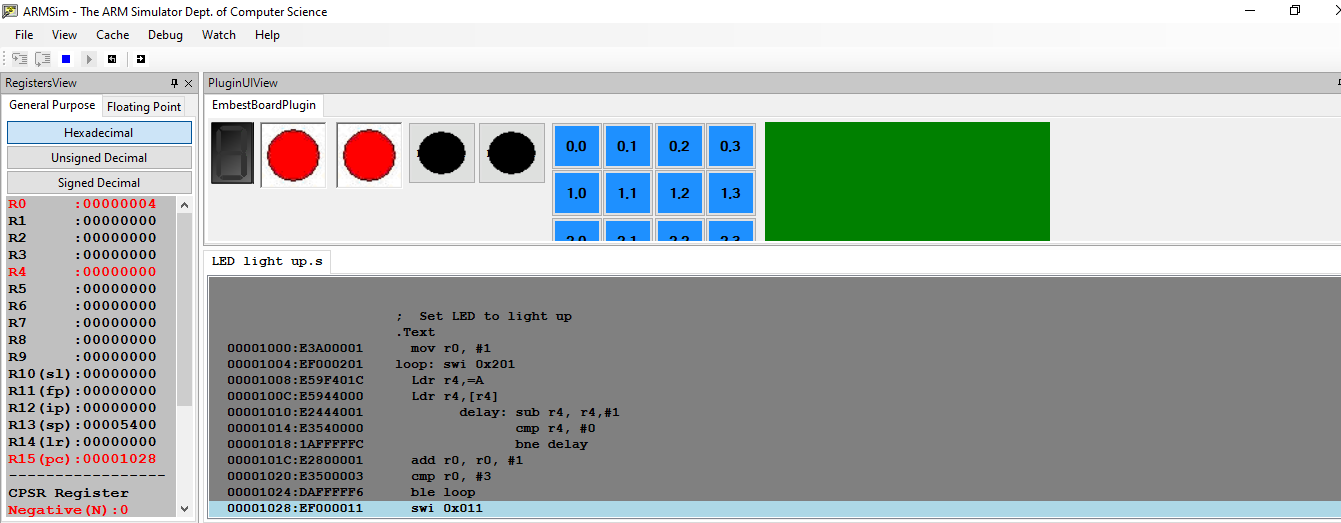 ARMSim - The ARM Simulator Dept. of Computer Science
File View Cache Debug Watch Help
RegistersView
General Purpose Floating Point
Hexadecimal
Unsigned Decimal
Signed Decimal
R0 :00000004
R1 :00000000
R2 :00000000
R3 :00000000
R4 :00000000
R5 :00000000
R6 :00000000
R7 :00000000
R8 :00000000
R9 :00000000
R10(sl):00000000
R11(fp):00000000
R12(ip):00000000
R13(sp):00005400
R14(lr):00000000
R15(pc):00001028
------------------
CPSR Register
Negative(N):0
PluginUIView
EmbestBoardPlugin
0.0 0.1 0.2 0.3
1.0 1.1 1.2 1.3
2.0 2.1 2.2 2.3
LED light up.s
; Set LED to light up
.Text
00001000:E3A00001 mov r0, #1
00001004:EF000201 loop: swi 0x201
00001008:E59F401C Ldr r4,=A
0000100C:E5944000 Ldr r4,[r4]
00001010:E2444001 delay: sub r4, r4,#1
00001014:E3540000 cmp r4, #0
00001018:1AFFFFFC bne delay
0000101C:E2800001 add r0, r0, #1
00001020:E3500003 cmp r0, #3
00001024:DAFFFFF6 ble loop
00001028:EF000011 swi 0x011